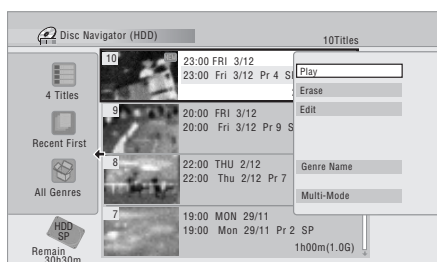 Disc Navigator (HDD)
10Titles
4 Titles
Recent First
All Genres
HDD
SP
Remain
30h30m
10
23:00 FRI 3/12
23:00 Fri 3/12 Pr 4
9
20:00 FRI 3/12
20:00 Fri 3/12 Pr 9 S
8
22:00 THU 2/12
22:00 Thu 2/12 Pr 7
7
19:00 MON 29/11
19:00 Mon 29/11 Pr 2 SP
1h00m(1.0G)
Play
Erase
Edit
Genre Name
Multi-Mode